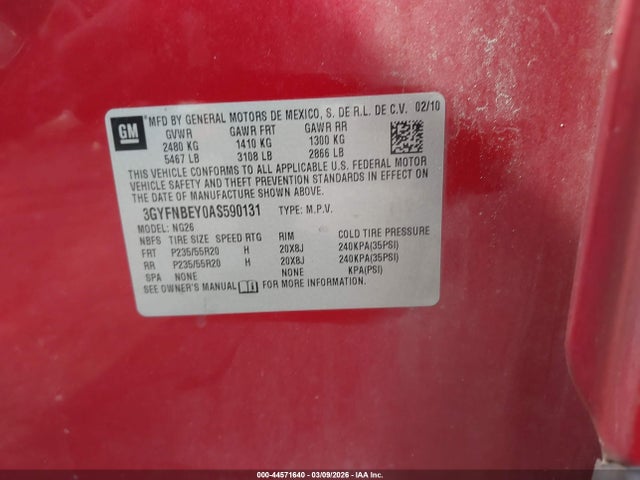 GM
MFD BY GENERAL MOTORS DE MEXICO, S. DE R.L. DE C.V. 02/10
GVWR GAWR FRT GAWR RR
2480 KG 1410 KG 1300 KG
5467 LB 3108 LB 2866 LB
THIS VEHICLE CONFORMS TO ALL APPLICABLE U.S. FEDERAL MOTOR
VEHICLE SAFETY AND THEFT PREVENTION STANDARDS IN EFFECT ON
THE DATE OF MANUFACTURE SHOWN ABOVE.
3GYFNBEY0AS590131 TYPE: M.P.V.
MODEL: NG26
NBFS TIRE SIZE SPEED RTG RIM COLD TIRE PRESSURE
FRT P235/55R20 H 20X8J 240KPA(35PSI)
RR P235/55R20 H 20X8J 240KPA(35PSI)
SPA NONE NONE KPA(PSI)
SEE OWNER'S MANUAL FOR MORE INFORMATION.
000-44571640 - 03/09/2026 - IAA Inc.